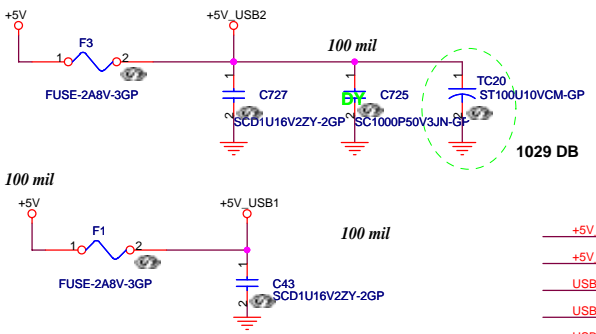 +5V
+5V_USB2
F3
100 mil
1
2
1
1
1
TC20
FUSE-2A8V-3GP
C727
DY
C725
ST100U10VCM-GP
2
2
2
SCD1U16V2ZY-2GP
SC1000P50V3JN-GP
1029 DB
100 mil
+5V
+5V_USB1
F1
100 mil
+5V
1
2
1
+5V
FUSE-2A8V-3GP
C43
USB
2
SCD1U16V2ZY-2GP
USB